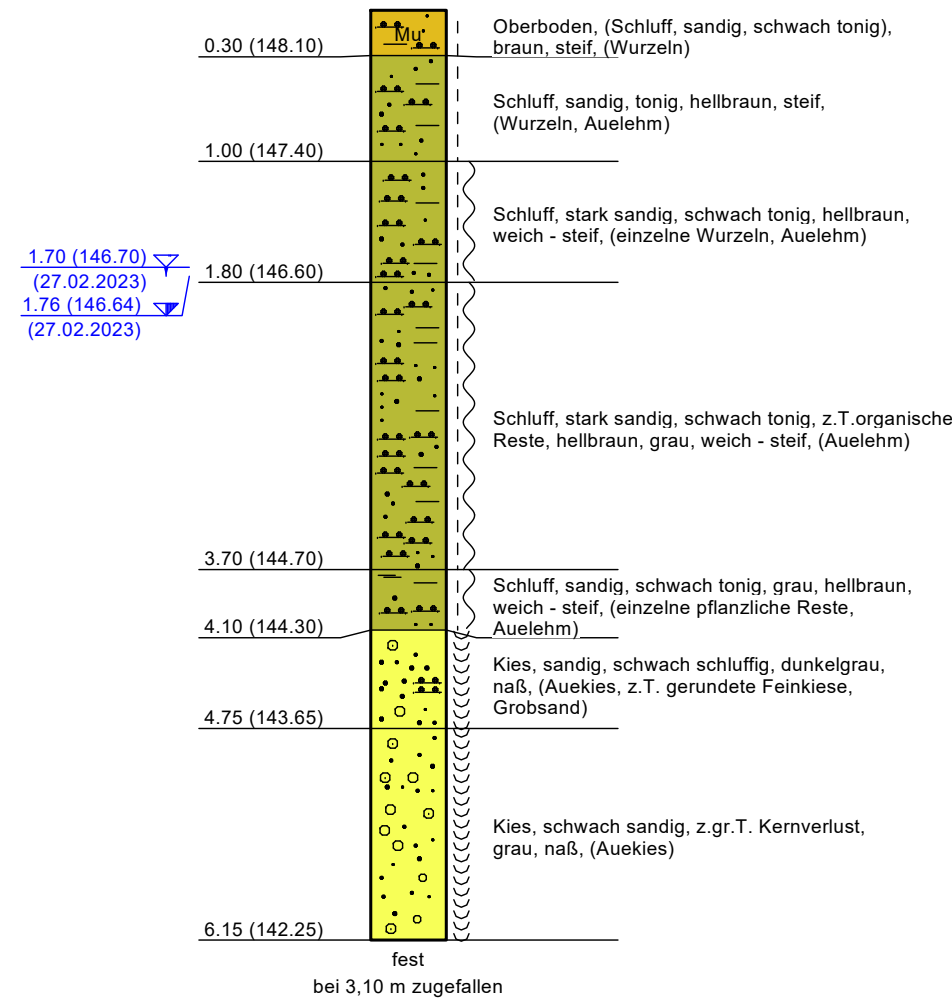 Oberboden, (Schluff, sandig, schwach tonig),
braun, steif, (Wurzeln)
Mu
0.30 (148.10)
Schluff, sandig, tonig, hellbraun, steif,
(Wurzeln, Auelehm)
1.00 (147.40)
Schluff, stark sandig, schwach tonig, hellbraun,
weich - steif, (einzelne Wurzeln, Auelehm)
1.70 (146.70)
(27.02.2023)
1.76 (146.64)
(27.02.2023)
1.80 (146.60)
Schluff, stark sandig, schwach tonig, z.T.organische
Reste, hellbraun, grau, weich - steif, (Auelehm)
3.70 (144.70)
Schluff, sandig, schwach tonig, grau, hellbraun,
weich - steif, (einzelne pflanzliche Reste,
Auelehm)
4.10 (144.30)
Kies, sandig, schwach schluffig, dunkelgrau,
naß, (Auekies, z.T. gerundete Feinkiese,
Grobsand)
4.75 (143.65)
Kies, schwach sandig, z.gr.T. Kernverlust,
grau, naß, (Auekies)
6.15 (142.25)
fest
bei 3,10 m zugefallen